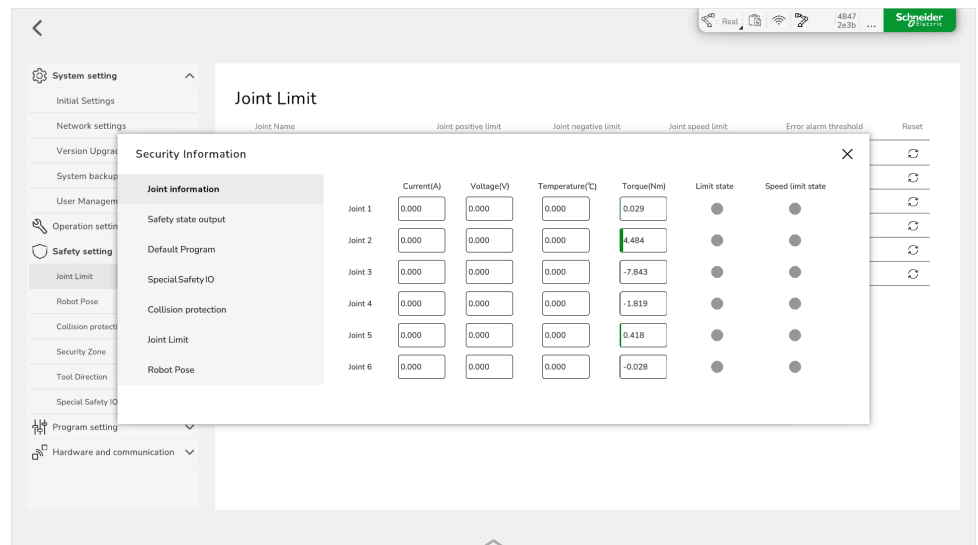 Real
4847
2e3b
...
Schneider
Electric
System setting
Initial Settings
Network settings
Version Upgrad
System backup
User Managem
Operation settin
Safety setting
Joint Limit
Robot Pose
Collision protecti
Security Zone
Tool Direction
Special Safety IO
Program setting
Hardware and communication
Joint Limit
Joint Name Joint positive limit Joint negative limit Joint speed limit Error alarm threshold Reset
Security Information
Joint information
Safety state output
Default Program
Special Safety IO
Collision protection
Joint Limit
Robot Pose
Current(A) Voltage(V) Temperature(℃) Torque(Nm) Limit state Speed limit state
Joint 1 0.000 0.000 0.000 0.029
Joint 2 0.000 0.000 0.000 4.484
Joint 3 0.000 0.000 0.000 -7.843
Joint 4 0.000 0.000 0.000 -1.819
Joint 5 0.000 0.000 0.000 0.418
Joint 6 0.000 0.000 0.000 -0.028